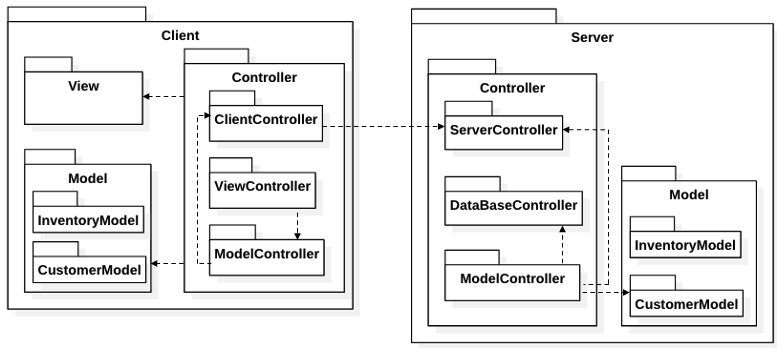 Client
View
Controller
ClientController
ViewController
ModelController
Model
InventoryModel
CustomerModel
Server
Controller
ServerController
DataBaseController
ModelController
Model
InventoryModel
CustomerModel